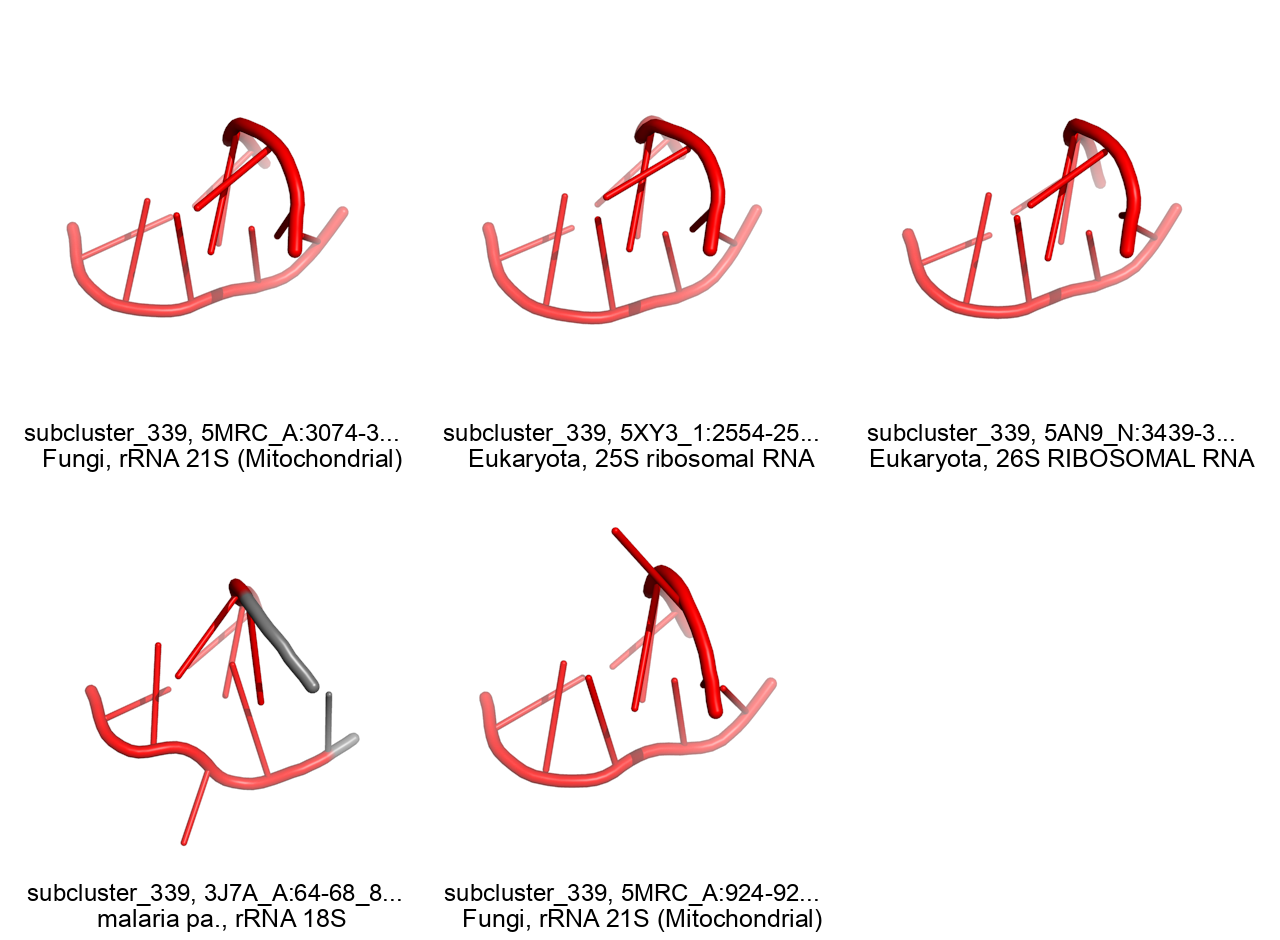 subcluster_339, 5MRC_A:3074-3...
Fungi, rRNA 21S (Mitochondrial)
subcluster_339, 5XY3_1:2554-25...
Eukaryota, 25S ribosomal RNA
subcluster_339, 5AN9_N:3439-3...
Eukaryota, 26S RIBOSOMAL RNA
subcluster_339, 3J7A_A:64-68_8...
malaria pa., rRNA 18S
subcluster_339, 5MRC_A:924-92...
Fungi, rRNA 21S (Mitochondrial)